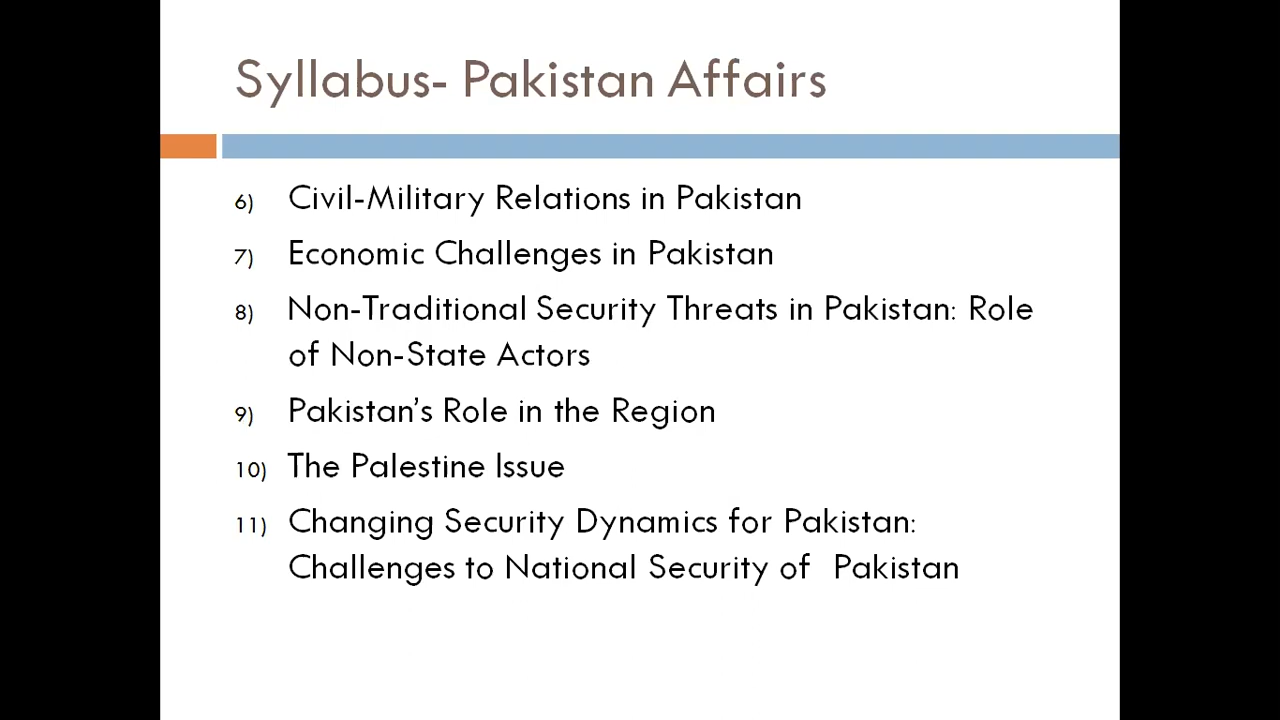 Syllabus- Pakistan Affairs
6) Civil-Military Relations in Pakistan
7) Economic Challenges in Pakistan
8) Non-Traditional Security Threats in Pakistan: Role
of Non-State Actors
9) Pakistan’s Role in the Region
10) The Palestine Issue
11) Changing Security Dynamics for Pakistan:
Challenges to National Security of  Pakistan